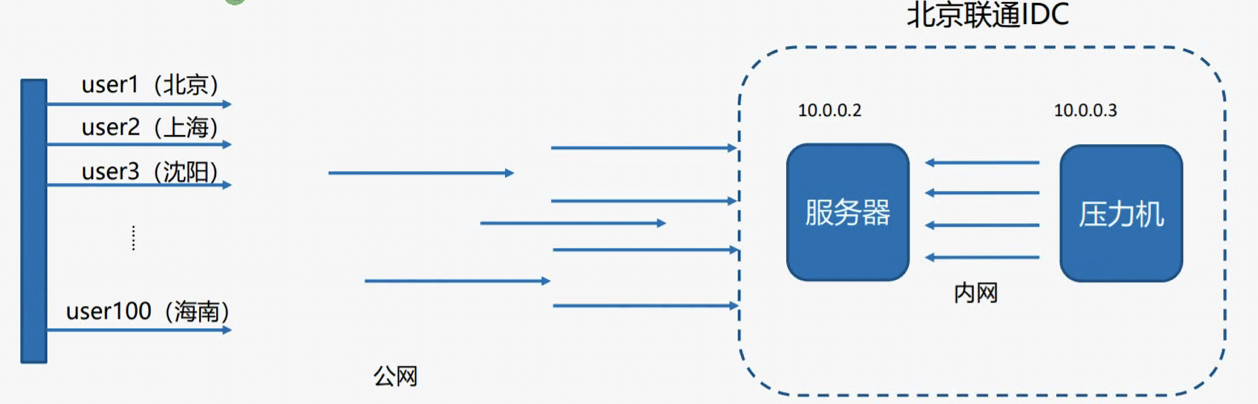 北京联通IDC
user1（北京）
user2（上海）
user3（沈阳）
......
user100（海南）
公网
10.0.0.2
10.0.0.3
服务器
压力机
内网